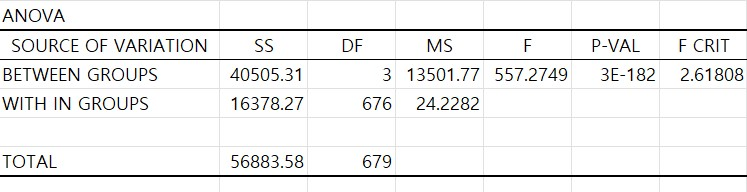 ANOVA
SOURCE OF VARIATION SS DF MS F P-VAL F CRIT
BETWEEN GROUPS 40505.31 3 13501.77 557.2749 3E-182 2.61808
WITH IN GROUPS 16378.27 676 24.2282
TOTAL 56883.58 679